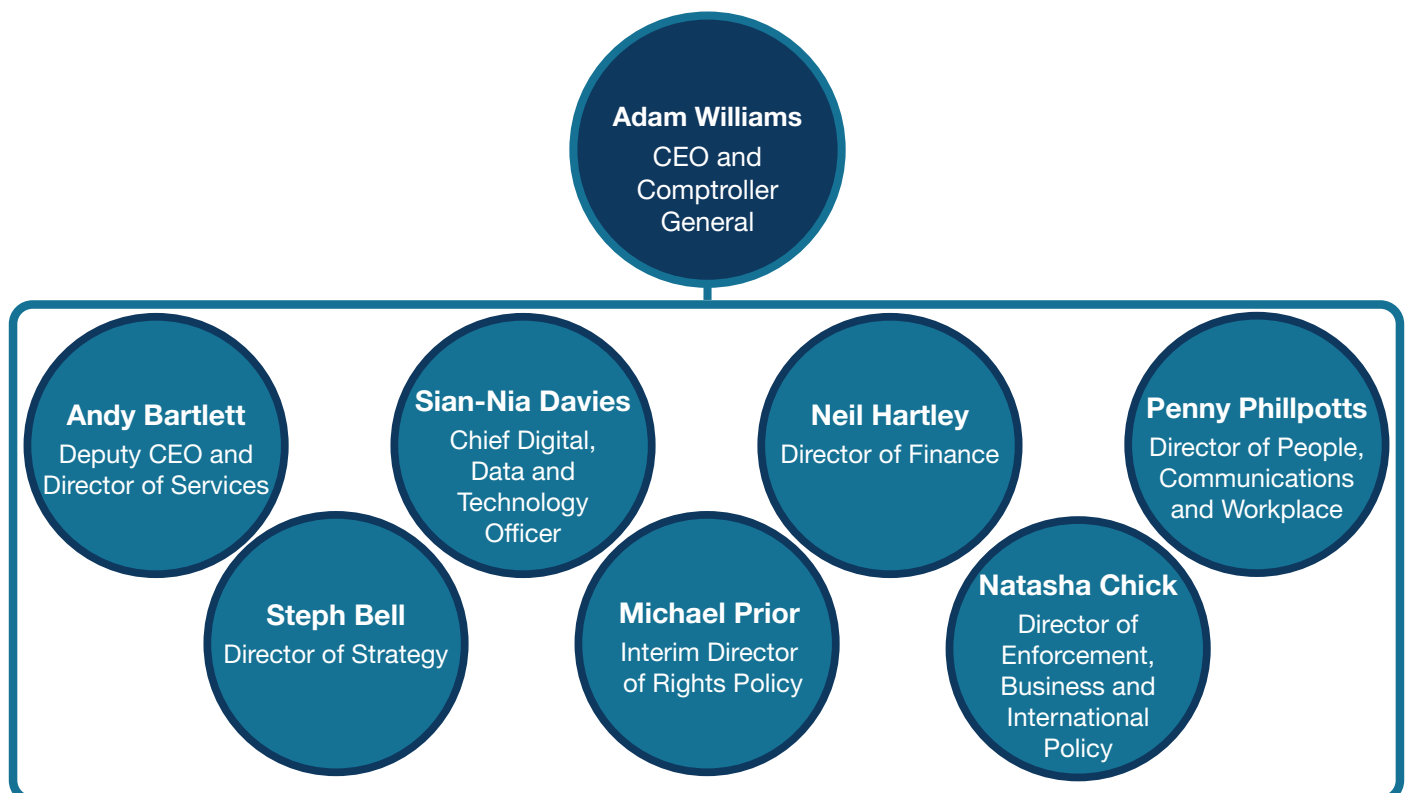 Adam Williams
CEO and
Comptroller
General
Andy Bartlett
Deputy CEO and
Director of Services
Sian-Nia Davies
Chief Digital,
Data and
Technology
Officer
Neil Hartley
Director of Finance
Penny Phillpotts
Director of People,
Communications
and Workplace
Steph Bell
Director of Strategy
Michael Prior
Interim Director
of Rights Policy
Natasha Chick
Director of
Enforcement,
Business and
International
Policy